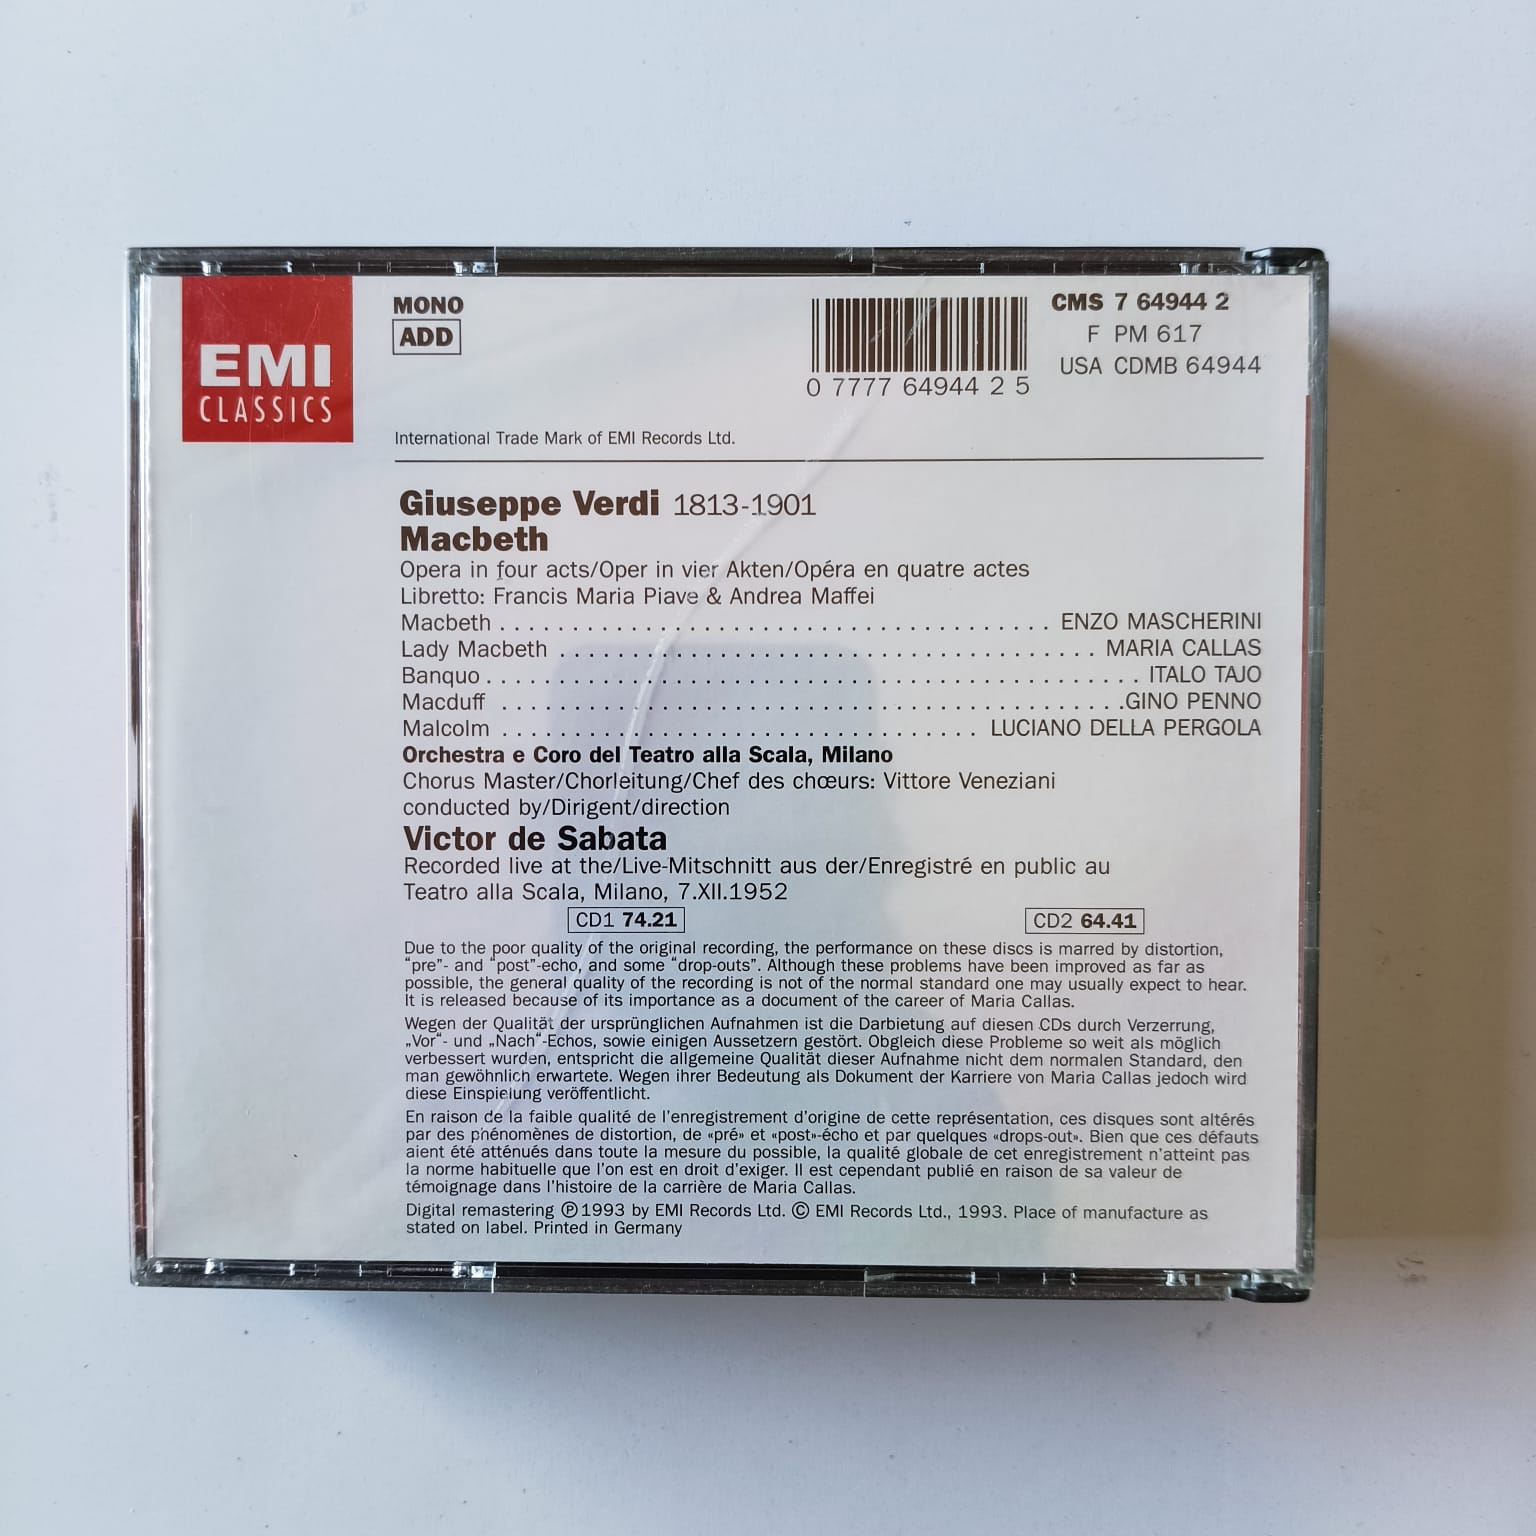 EMI
CLASSICS
MONO
ADD
0 7777 64944 2 5
CMS 7 64944 2
F PM 617
USA CDMB 64944
International Trade Mark of EMI Records Ltd.
Giuseppe Verdi 1813-1901
Macbeth
Opera in four acts/Oper in vier Akten/Opéra en quatre actes
Libretto: Francis Maria Piave & Andrea Maffei
Macbeth . . . . . . . . . . . . . . . . . . . . . . . . . . . . . . . . . . . . . . ENZO MASCHERINI
Lady Macbeth . . . . . . . . . . . . . . . . . . . . . . . . . . . . . . . . . . . . . MARIA CALLAS
Banquo . . . . . . . . . . . . . . . . . . . . . . . . . . . . . . . . . . . . . . . . . . . . . ITALO TAJO
Macduff . . . . . . . . . . . . . . . . . . . . . . . . . . . . . . . . . . . . . . . . . . .GINO PENNO
Malcolm . . . . . . . . . . . . . . . . . . . . . . . . . . . . . . . . . LUCIANO DELLA PERGOLA
Orchestra e Coro del Teatro alla Scala, Milano
Chorus Master/Chorleitung/Chef des chœurs: Vittore Veneziani
conducted by/Dirigent/direction
Victor de Sabata
Recorded live at the/Live-Mitschnitt aus der/Enregistré en public au
Teatro alla Scala, Milano, 7.XII.1952
CD1 74.21 CD2 64.41
Due to the poor quality of the original recording, the performance on these discs is marred by distortion,
“pre”- and “post”-echo, and some “drop-outs”. Although these problems have been improved as far as
possible, the general quality of the recording is not of the normal standard one may usually expect to hear.
It is released because of its importance as a document of the career of Maria Callas.
Wegen der Qualität der ursprünglichen Aufnahmen ist die Darbietung auf diesen CDs durch Verzerrung,
„Vor“- und „Nach“-Echos, sowie einigen Aussetzern gestört. Obgleich diese Probleme so weit als möglich
verbessert wurden, entspricht die allgemeine Qualität dieser Aufnahme nicht dem normalen Standard, den
man gewöhnlich erwartete. Wegen ihrer Bedeutung als Dokument der Karriere von Maria Callas jedoch wird
diese Einspielung veröffentlicht.
En raison de la faible qualité de l'enregistrement d'origine de cette représentation, ces disques sont altérés
par des phénomènes de distortion, de «pré» et «post»-écho et par quelques «drops-out». Bien que ces défauts
aient été atténués dans toute la mesure du possible, la qualité globale de cet enregistrement n'atteint pas
la norme habituelle que l'on est en droit d'exiger. Il est cependant publié en raison de sa valeur de
témoignage dans l'histoire de la carrière de Maria Callas.
Digital remastering Ⓟ1993 by EMI Records Ltd. © EMI Records Ltd., 1993. Place of manufacture as
stated on label. Printed in Germany